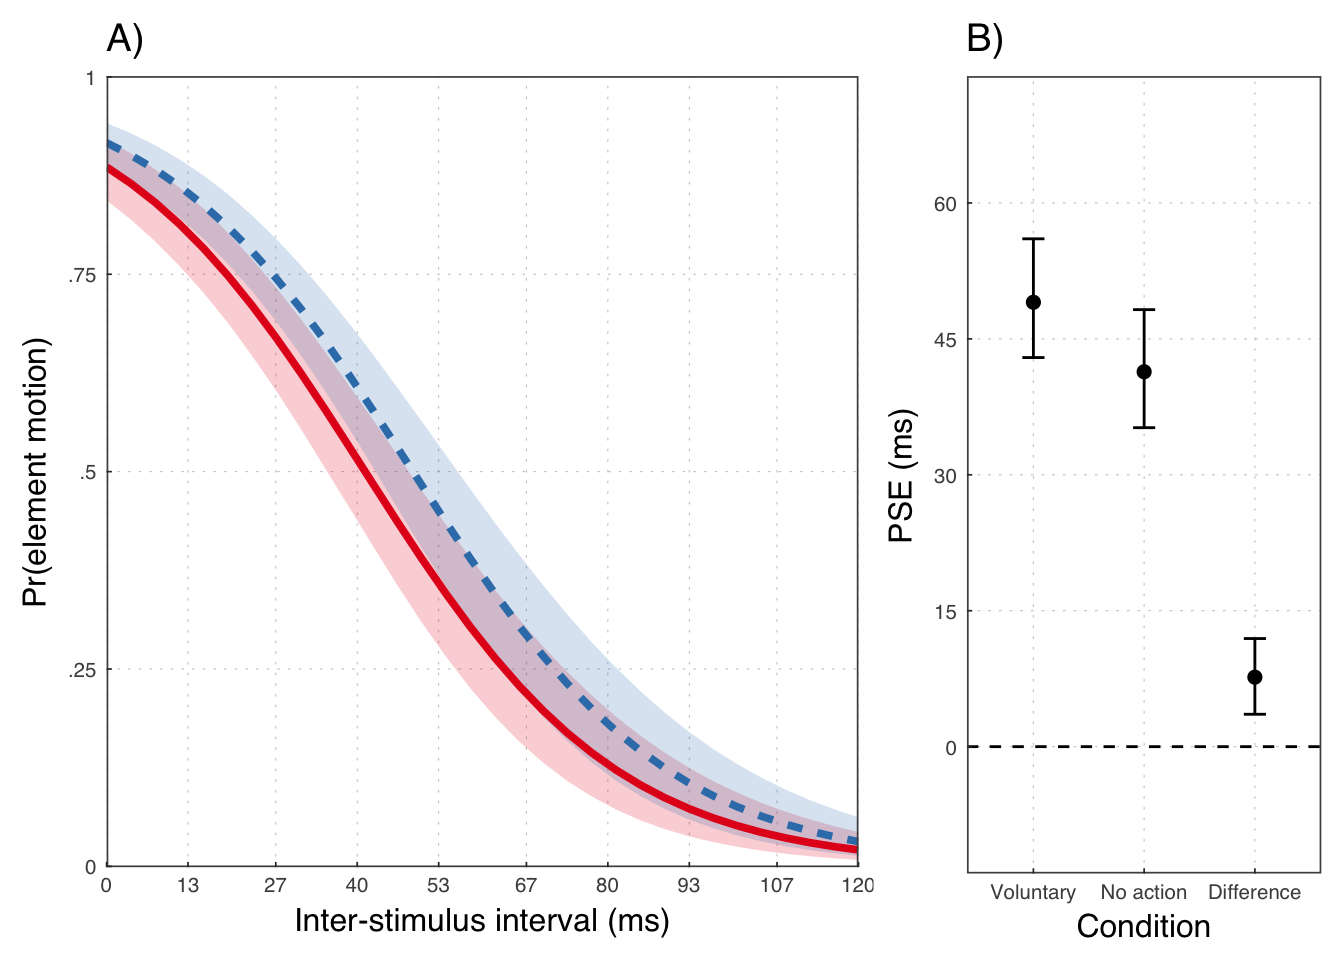 A)
Pr(element motion)
1
.75
.5
.25
0
0 13 27 40 53 67 80 93 107 120
Inter-stimulus interval (ms)
B)
PSE (ms)
60
45
30
15
0
Voluntary No action Difference
Condition